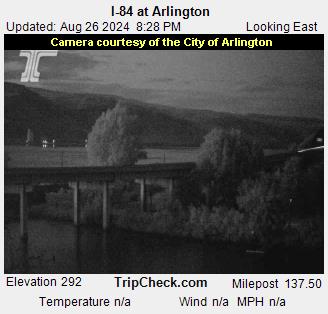 I-84 at Arlington
Updated: Aug 26 2024 8:28 PM Looking East
Camera courtesy of the City of Arlington
Elevation 292 TripCheck.com Milepost 137.50
Temperature n/a Wind n/a MPH n/a